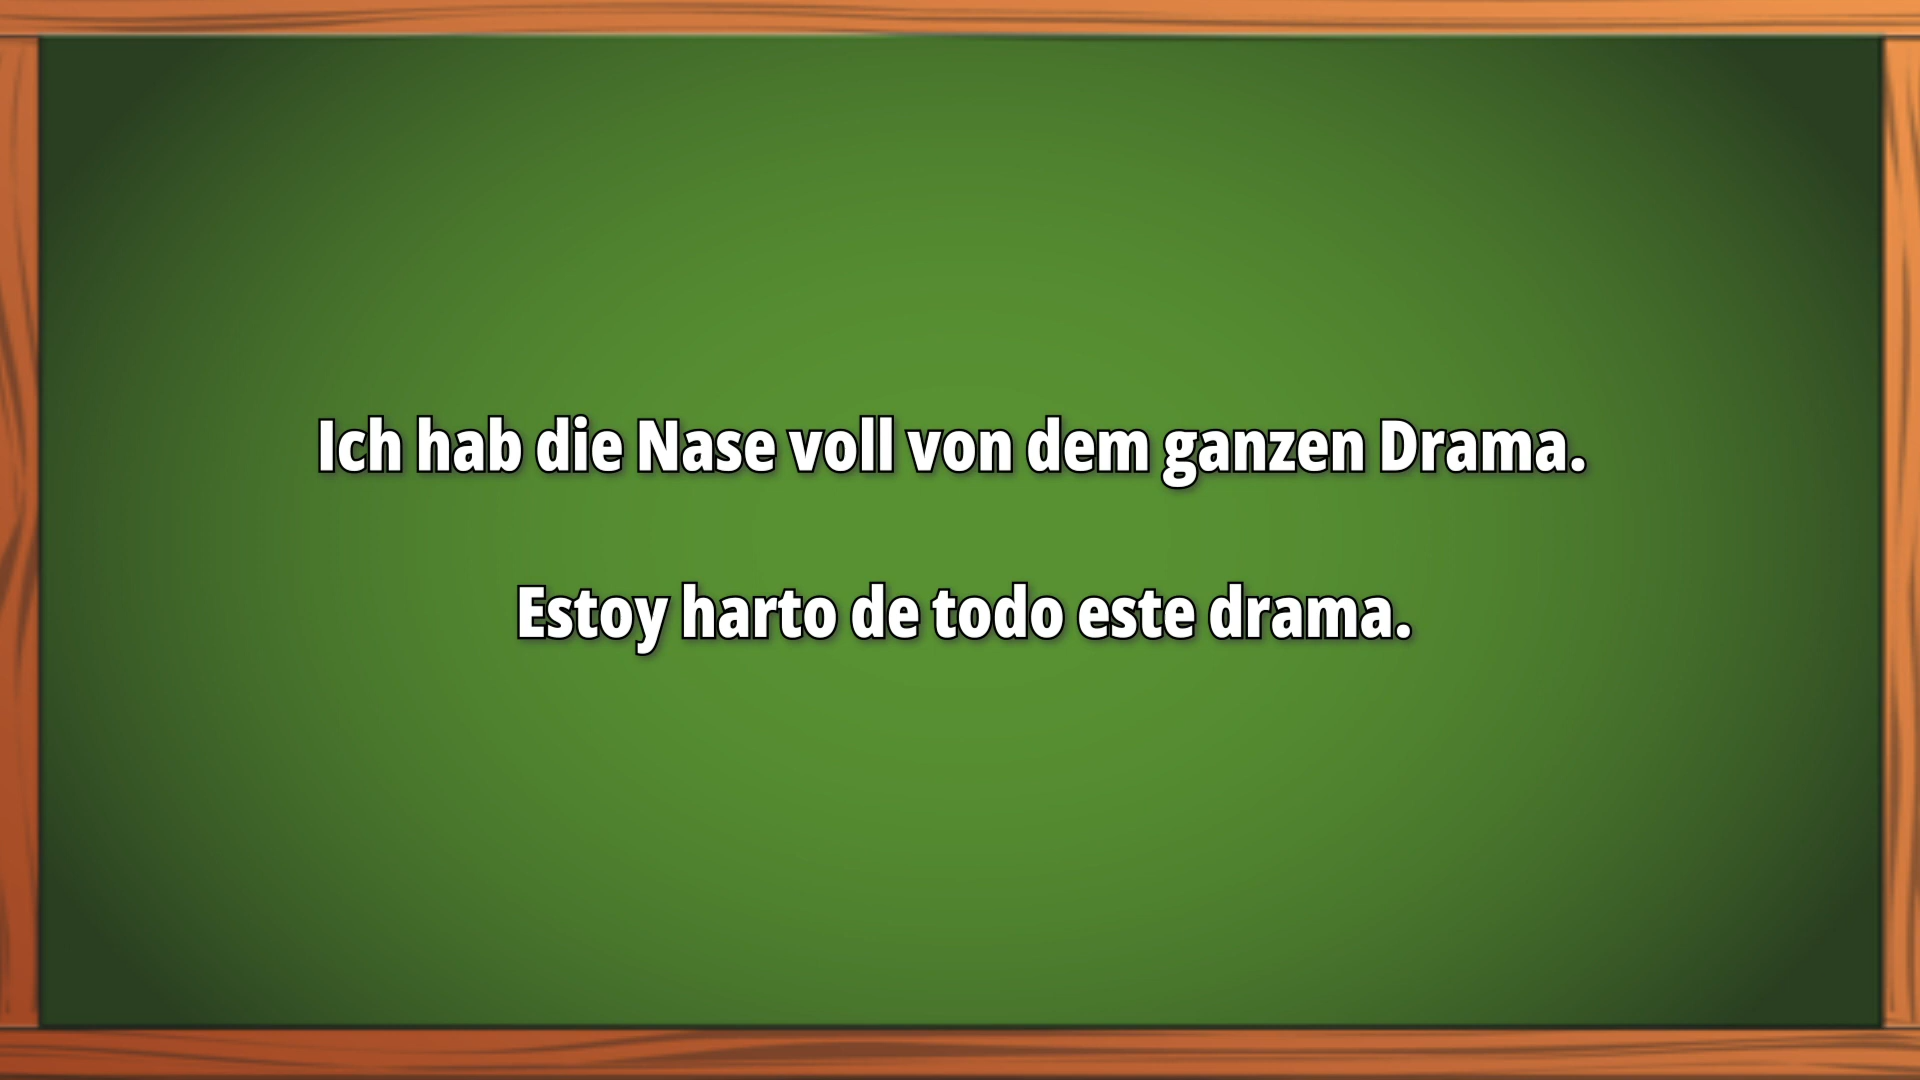 Ich hab die Nase voll von dem ganzen Drama.
Estoy harto de todo este drama.